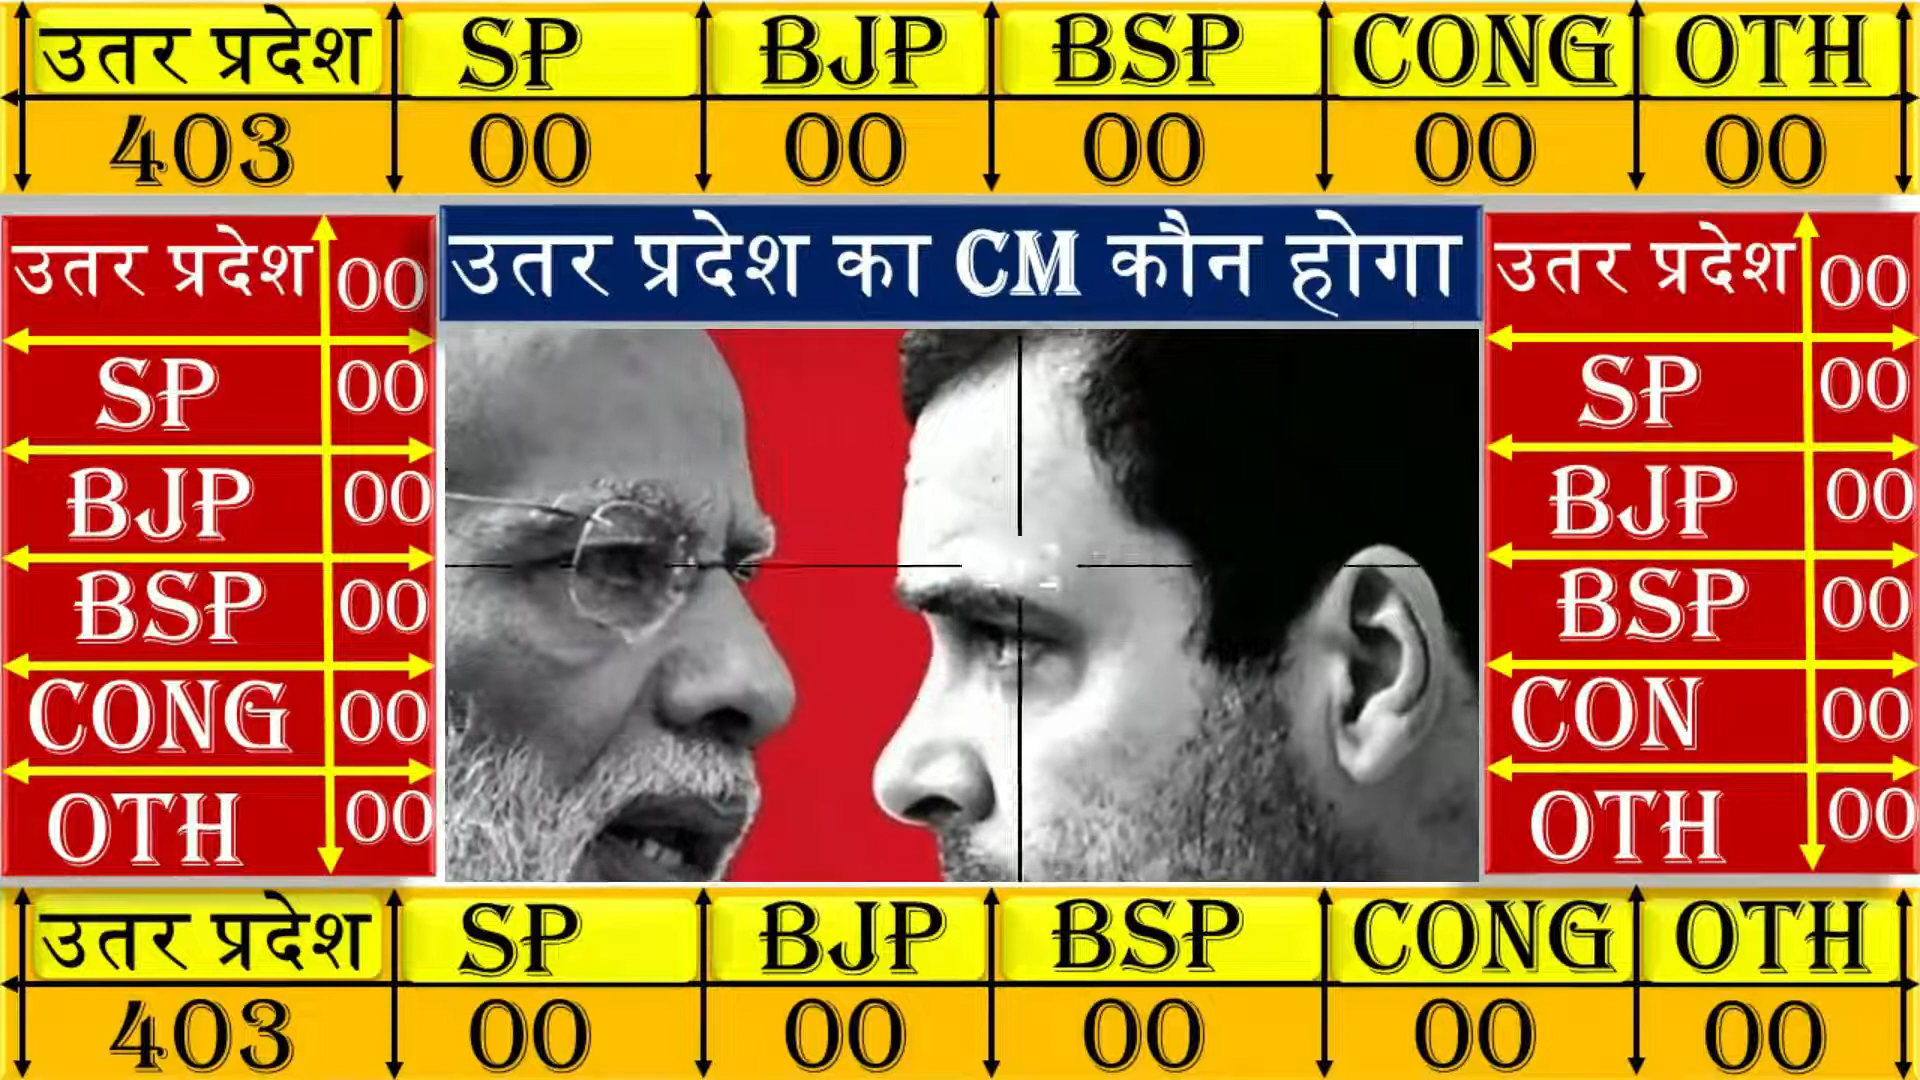 उतर प्रदेश SP BJP BSP CONG OTH
403 00 00 00 00 00
उतर प्रदेश का CM कौन होगा
उतर प्रदेश 00
SP 00
BJP 00
BSP 00
CONG 00
OTH 00
उतर प्रदेश 00
SP 00
BJP 00
BSP 00
CON 00
OTH 00
उतर प्रदेश SP BJP BSP CONG OTH
403 00 00 00 00 00